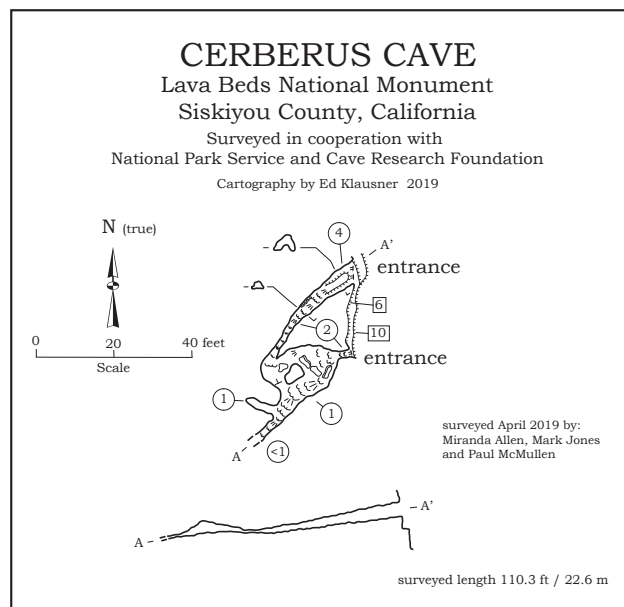 CERBERUS CAVE
Lava Beds National Monument
Siskiyou County, California
Surveyed in cooperation with
National Park Service and Cave Research Foundation
Cartography by Ed Klausner 2019
N (true)
4
A'
entrance
6
2
10
0 20 40 feet
Scale
entrance
1
1
A
<1
surveyed April 2019 by:
Miranda Allen, Mark Jones
and Paul McMullen
A'
A
surveyed length 110.3 ft / 22.6 m